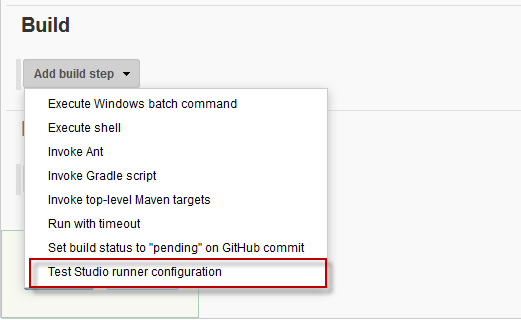 Build
Add build step
Execute Windows batch command
Execute shell
Invoke Ant
Invoke Gradle script
Invoke top-level Maven targets
Run with timeout
Set build status to "pending" on GitHub commit
Test Studio runner configuration